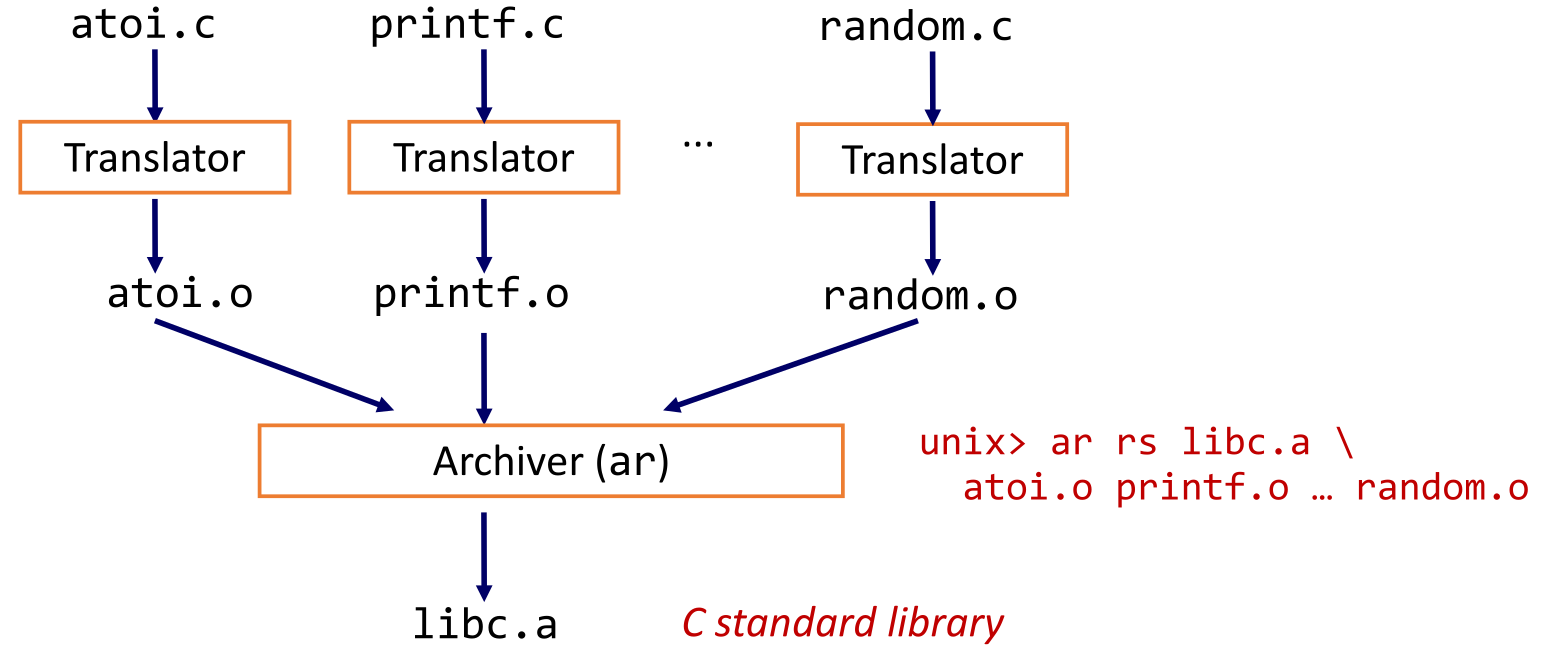 atoi.c printf.c random.c
Translator Translator ... Translator
atoi.o printf.o random.o
Archiver (ar)
unix> ar rs libc.a \
atoi.o printf.o … random.o
libc.a
C standard library